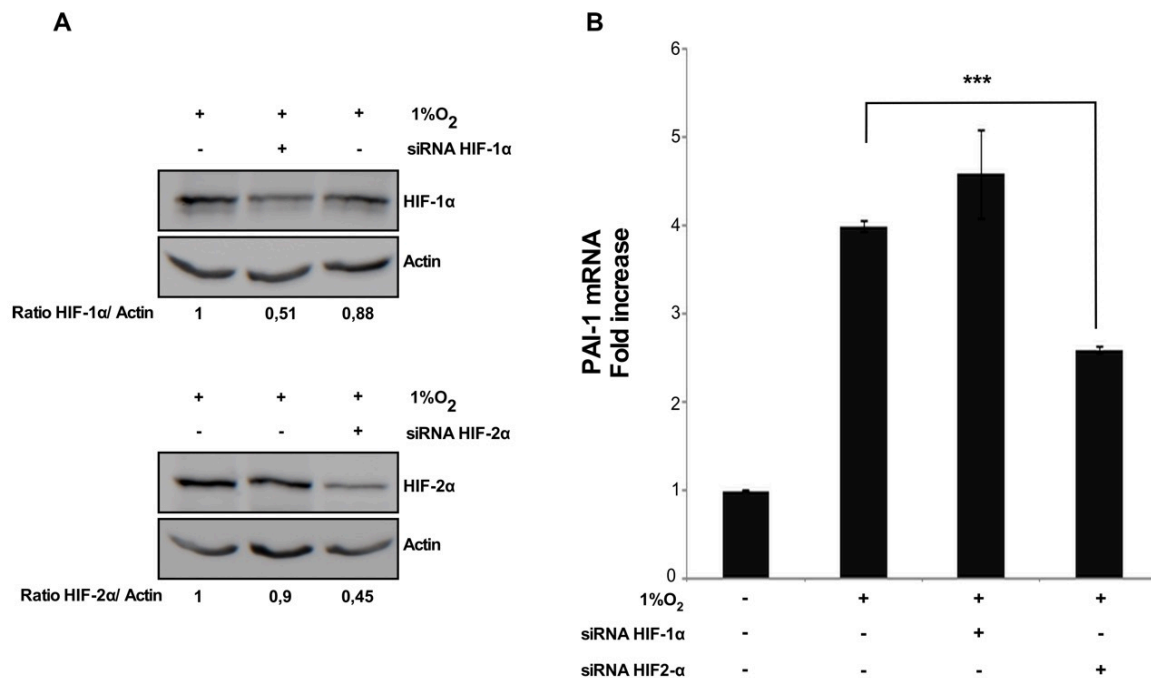 A
+ + + 1%O2
- + - siRNA HIF-1α
HIF-1α
Actin
Ratio HIF-1α/ Actin 1 0,51 0,88
+ + + 1%O2
- - + siRNA HIF-2α
HIF-2α
Actin
Ratio HIF-2α/ Actin 1 0,9 0,45
B
PAI-1 mRNA
Fold increase
6
5
4
3
2
1
0
***
1%O2 - + + +
siRNA HIF-1α - - + -
siRNA HIF2-α - - - +